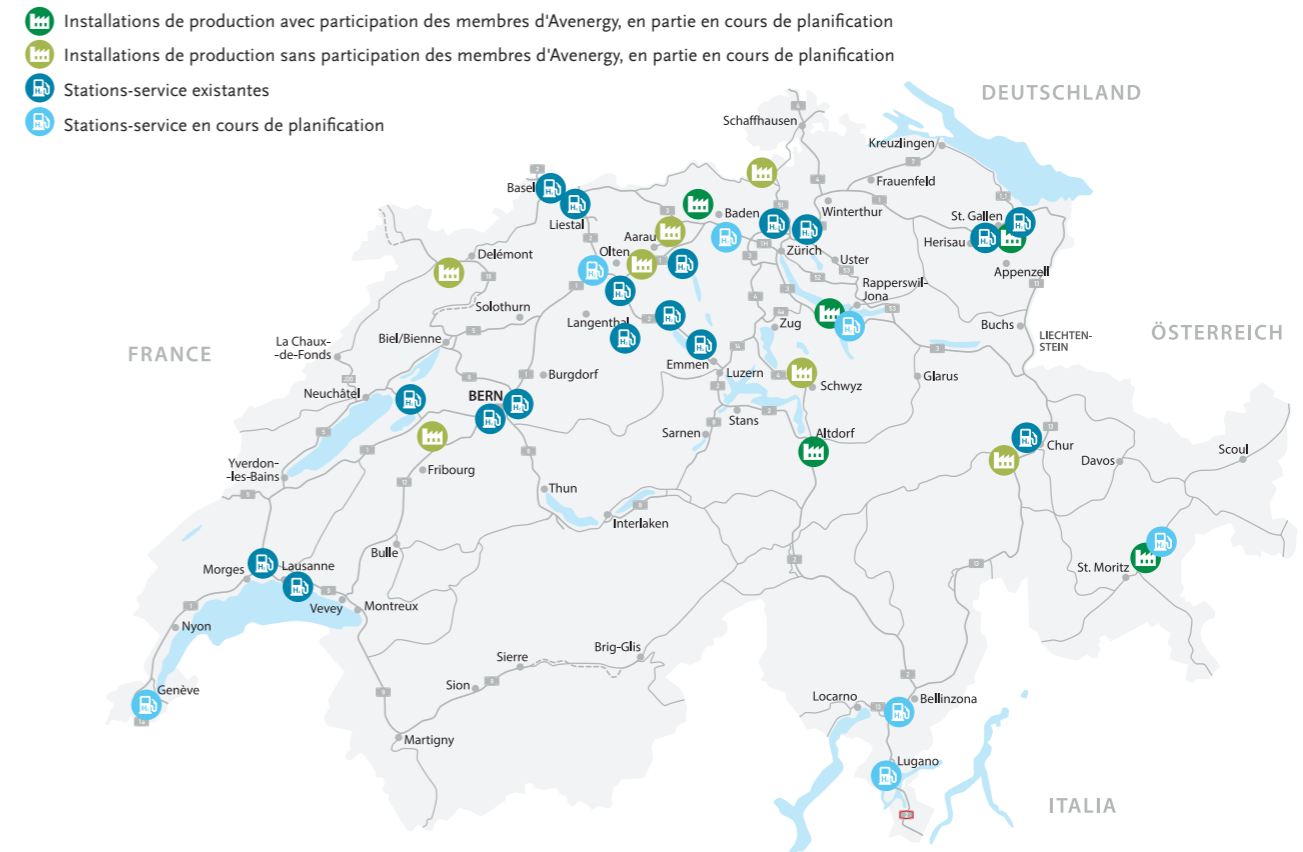 Installations de production avec participation des membres d'Avenergy, en partie en cours de planification
Installations de production sans participation des membres d'Avenergy, en partie en cours de planification
Stations-service existantes
Stations-service en cours de planification
DEUTSCHLAND
Schaffhausen
Kreuzlingen
Frauenfeld
Basel
Liestal
Baden
Winterthur
St. Gallen
Herisau
Appenzell
Aarau
Olten
Zürich
Uster
Delémont
Rapperswil-
Jona
Solothurn
Langenthal
Zug
Buchs
LIECHTEN-
STEIN
ÖSTERREICH
FRANCE
La Chaux-
-de-Fonds
Biel/Bienne
Emmen
Luzern
Burgdorf
Schwyz
Glarus
Neuchâtel
BERN
Stans
Sarnen
Altdorf
Chur
Davos
Scoul
Yverdon-
-les-Bains
Fribourg
Thun
Interlaken
Bulle
Morges
Lausanne
St. Moritz
Vevey
Montreux
Nyon
Brig-Glis
Sierre
Sion
Genève
Locarno
Bellinzona
Martigny
Lugano
ITALIA